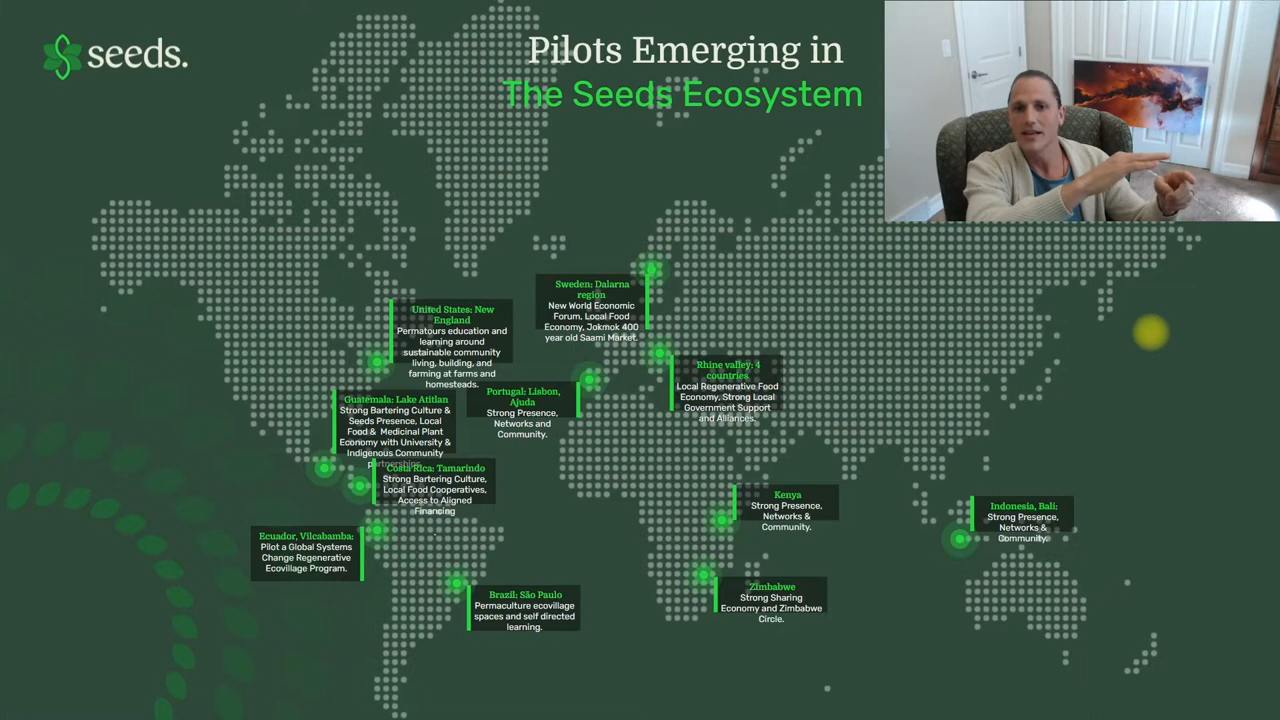 seeds.
Pilots Emerging in
The Seeds Ecosystem
Sweden: Dalarna
region
New World Economic
Forum, Local Food
Economy, Jokmok 400
year old Saami Market.
United States: New
England
Permatours education and
learning around
sustainable community
living, building, and
farming at farms and
homesteads.
Rhine valley: 4
countries
Local Regenerative Food
Economy, Strong Local
Government Support
and Alliances.
Portugal: Lisbon,
Ajuda
Strong Presence,
Networks and
Community.
Guatemala: Lake Atitlan
Strong Bartering Culture &
Seeds Presence, Local
Food & Medicinal Plant
Economy with University &
Indigenous Community
partnerships.
Costa Rica: Tamarindo
Strong Bartering Culture,
Local Food Cooperatives,
Access to Aligned
Financing
.
Kenya
Strong Presence,
Networks &
Community.
Indonesia, Bali:
Strong Presence,
Networks &
Community.
Ecuador, Vilcabamba:
Pilot a Global Systems
Change Regenerative
Ecovillage Program.
Brazil: São Paulo
Permaculture ecovillage
spaces and self directed
learning.
Zimbabwe
Strong Sharing
Economy and Zimbabwe
Circle.